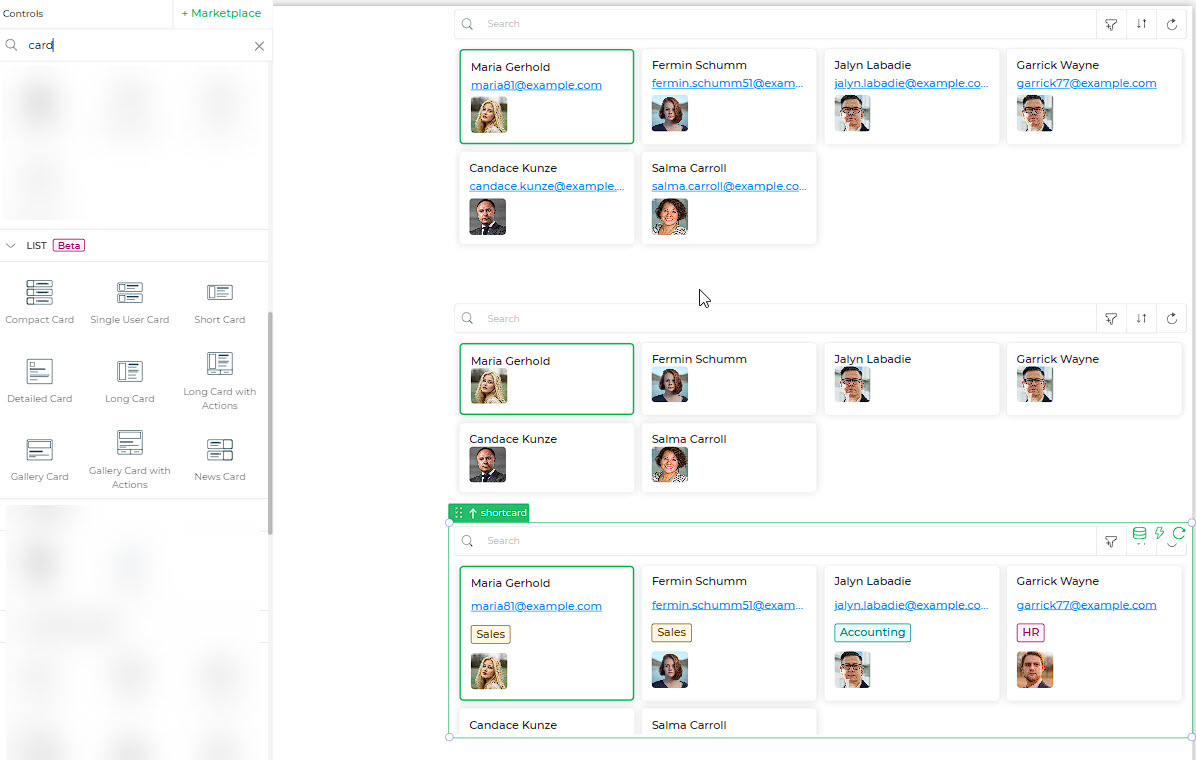 Controls
+ Marketplace
card
LIST Beta
Compact Card
Single User Card
Short Card
Detailed Card
Long Card
Long Card with
Actions
Gallery Card
Gallery Card with
Actions
News Card
Search
Maria Gerhold
maria81@example.com
Fermin Schumm
fermin.schumm51@exam...
Jalyn Labadie
jalyn.labadie@example.co...
Garrick Wayne
garrick77@example.com
Candace Kunze
candace.kunze@example....
Salma Carroll
salma.carroll@example.co...
Search
Maria Gerhold
Fermin Schumm
Jalyn Labadie
Garrick Wayne
Candace Kunze
Salma Carroll
shortcard
Search
Maria Gerhold
maria81@example.com
Sales
Fermin Schumm
fermin.schumm51@exam...
Sales
Jalyn Labadie
jalyn.labadie@example.co...
Accounting
Garrick Wayne
garrick77@example.com
HR
Candace Kunze
Salma Carroll